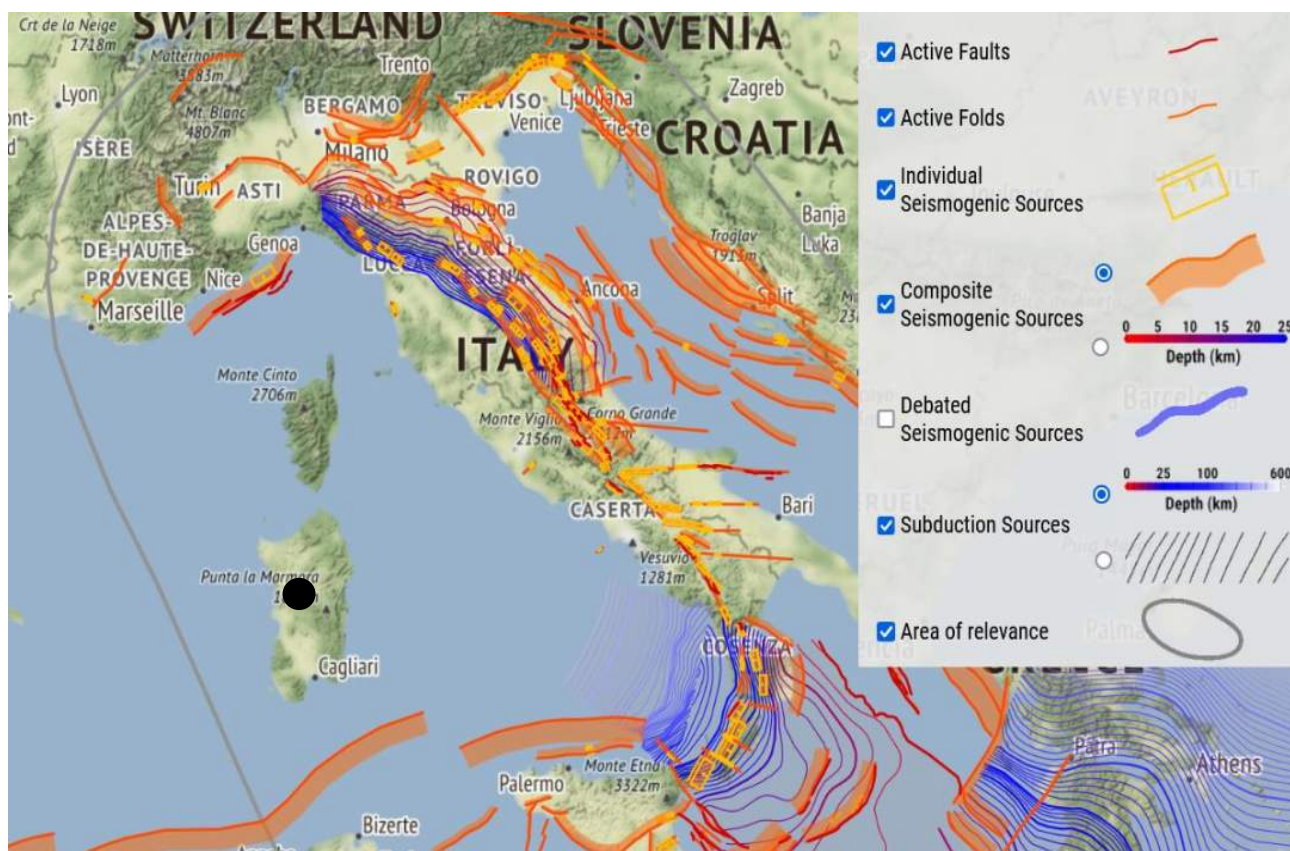 SWITZERLAND
SLOVENIA
CROATIA
ITALY
Crt de la Neige
1718m
Matterhorn
Mt. Blanc
4807m
Lyon
ISÈRE
Trento
BERGAMO
TREVISO
Venice
Ljubljana
Trieste
Zagreb
Milano
Turin
ASTI
ROVIGO
PARMA
Bologna
ALPES-
DE-HAUTE-
PROVENCE
Genoa
Nice
Marseille
LUCCA
FORLÌ-
CESENA
Ancona
Troglav
1913m
Banja
Luka
Split
Monte Cinto
2706m
Monte Viglio
2156m
Corno Grande
CASERTA
Bari
Vesuvio
1281m
Punta la Marmora
Cagliari
COSENZA
Palermo
Monte Etna
3322m
Bizerte
Patra
Athens
Active Faults
Active Folds
Individual
Seismogenic Sources
Composite
Seismogenic Sources
0 5 10 15 20 25
Depth (km)
Debated
Seismogenic Sources
0 25 100 600
Depth (km)
Subduction Sources
Area of relevance
AVEYRON
HERAULT
Barcelona